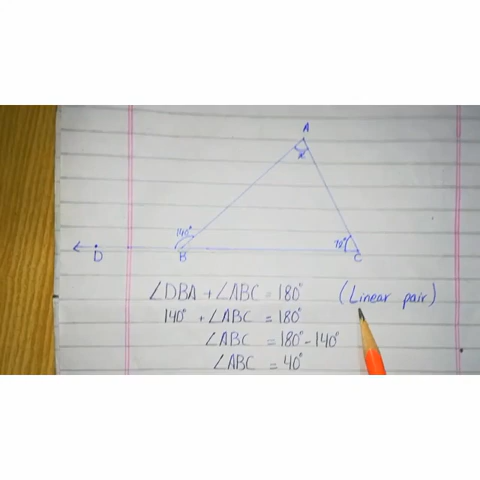 A
x
140°
70°
D
B
C
∠DBA + ∠ABC = 180° (Linear pair)
140° + ∠ABC = 180°
∠ABC = 180° - 140°
∠ABC = 40°